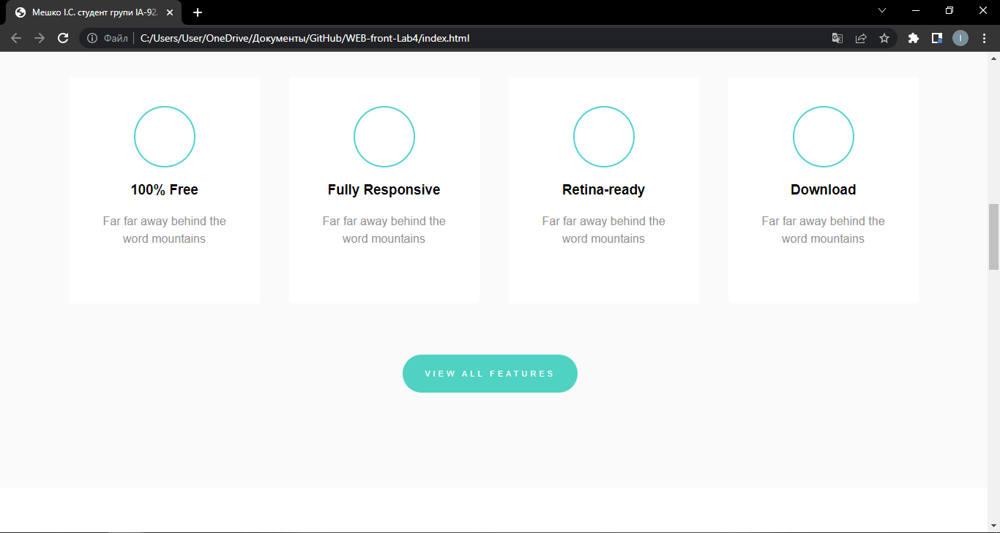 Мешко І.С. студент групи ІА-92.
Файл C:/Users/User/OneDrive/Документы/GitHub/WEB-front-Lab4/index.html
I
100% Free
Far far away behind the
word mountains
Fully Responsive
Far far away behind the
word mountains
Retina-ready
Far far away behind the
word mountains
Download
Far far away behind the
word mountains
VIEW ALL FEATURES